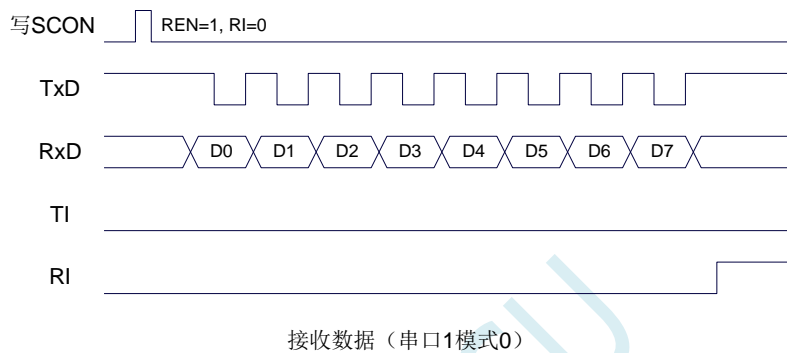 写SCON REN=1, RI=0
TxD
RxD D0 D1 D2 D3 D4 D5 D6 D7
TI
RI
接收数据（串口1模式0）